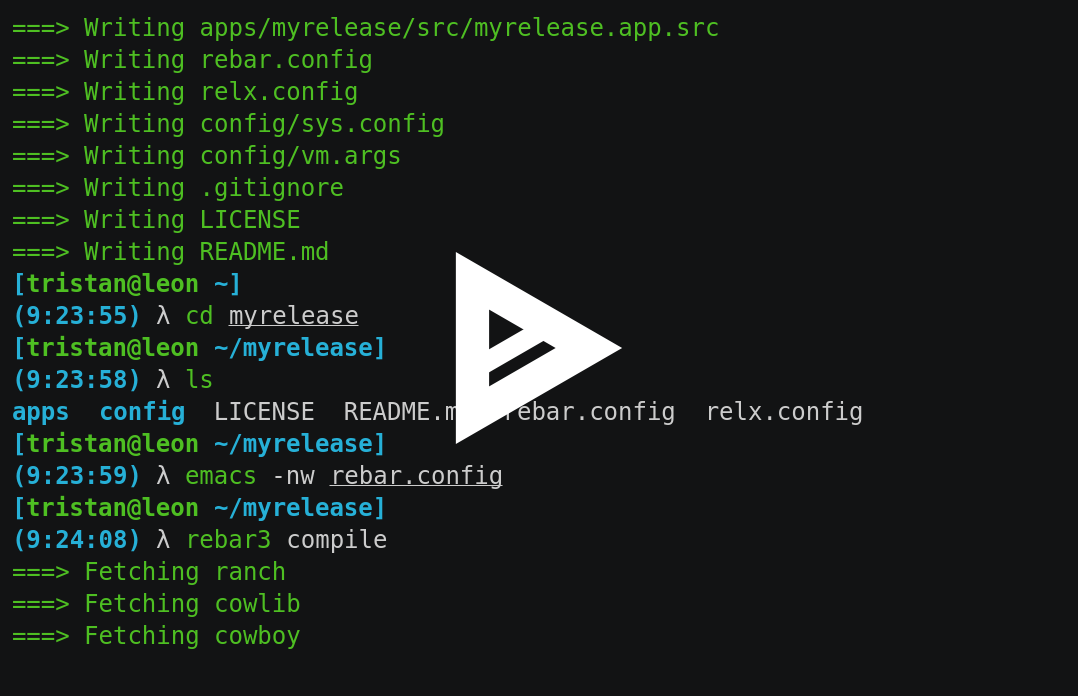 ===> Writing apps/myrelease/src/myrelease.app.src
===> Writing rebar.config
===> Writing relx.config
===> Writing config/sys.config
===> Writing config/vm.args
===> Writing .gitignore
===> Writing LICENSE
===> Writing README.md
[tristan@leon ~]
(9:23:55) λ cd myrelease
[tristan@leon ~/myrelease]
(9:23:58) λ ls
apps  config  LICENSE  README.m rebar.config  relx.config
[tristan@leon ~/myrelease]
(9:23:59) λ emacs -nw rebar.config
[tristan@leon ~/myrelease]
(9:24:08) λ rebar3 compile
===> Fetching ranch
===> Fetching cowlib
===> Fetching cowboy